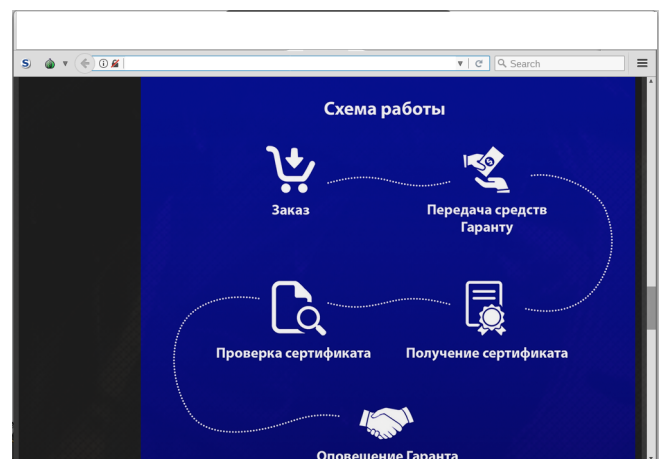 S
Search
Схема работы
Заказ
Передача средств
Гаранту
Проверка сертификата
Получение сертификата
Оповещение Гаранта